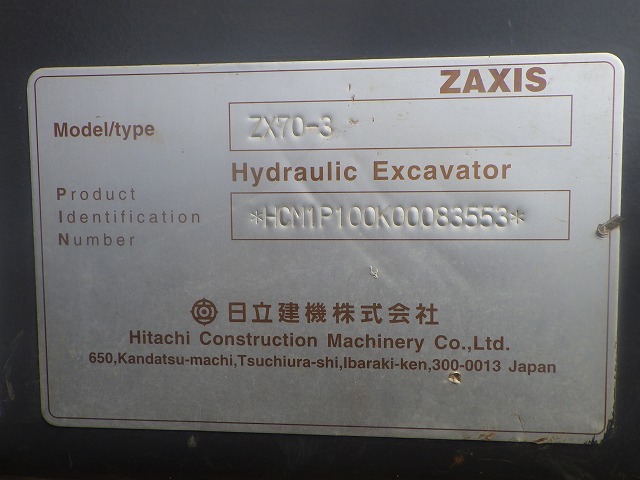 ZAXIS
Model/type ZX70-3
Hydraulic Excavator
Product
Identification *HCM1P100K00083553*
Number
日立建機株式会社
Hitachi Construction Machinery Co.,Ltd.
650,Kandatsu-machi,Tsuchiura-shi,Ibaraki-ken,300-0013 Japan